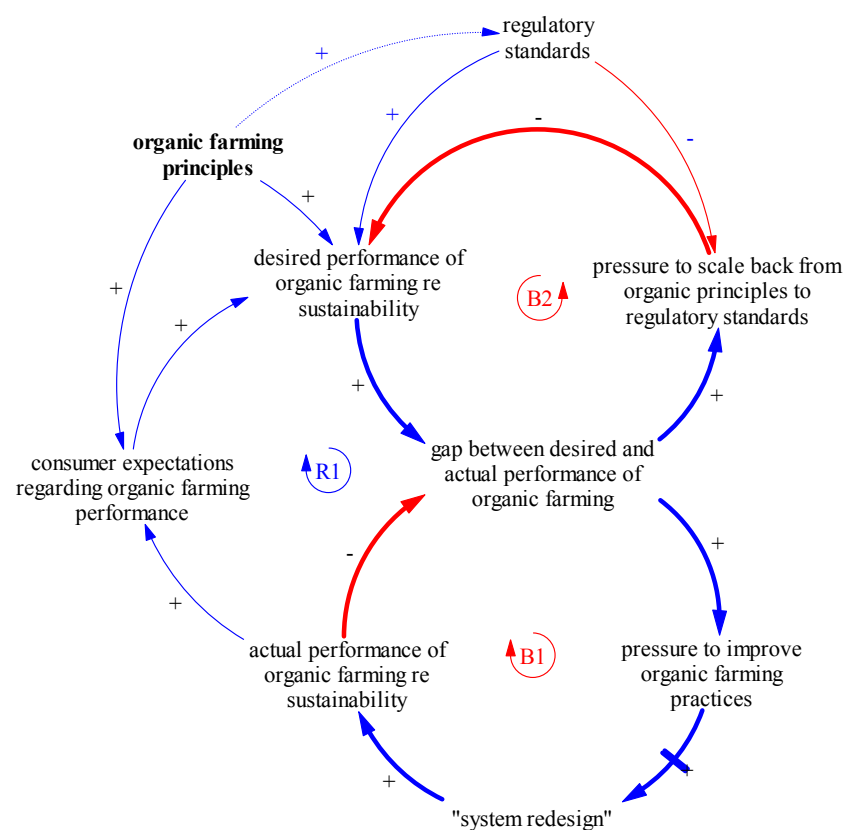 regulatory
standards
+
+
-
-
organic farming
principles
+
desired performance of
organic farming re
sustainability
pressure to scale back from
organic principles to
regulatory standards
B2
+
+
+
+
gap between desired and
actual performance of
organic farming
consumer expectations
regarding organic farming
performance
R1
-
+
+
actual performance of
organic farming re
sustainability
B1
pressure to improve
organic farming
practices
+
+
"system redesign"